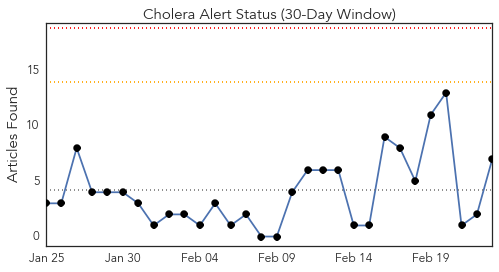 Cholera Alert Status (30-Day Window)
Articles Found
15
10
5
0
Jan 25
Jan 30
Feb 04
Feb 09
Feb 14
Feb 19